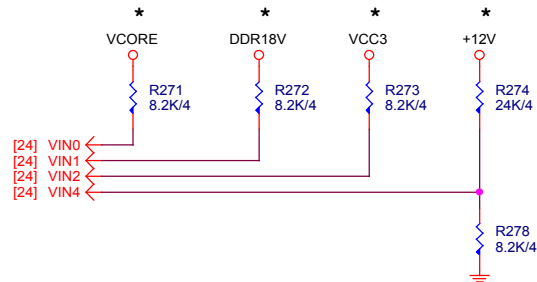 * * * *
VCORE DDR18V VCC3 +12V
R271 R272 R273 R274
8.2K/4 8.2K/4 8.2K/4 24K/4
[24] VIN0
[24] VIN1
[24] VIN2
[24] VIN4
R278
8.2K/4